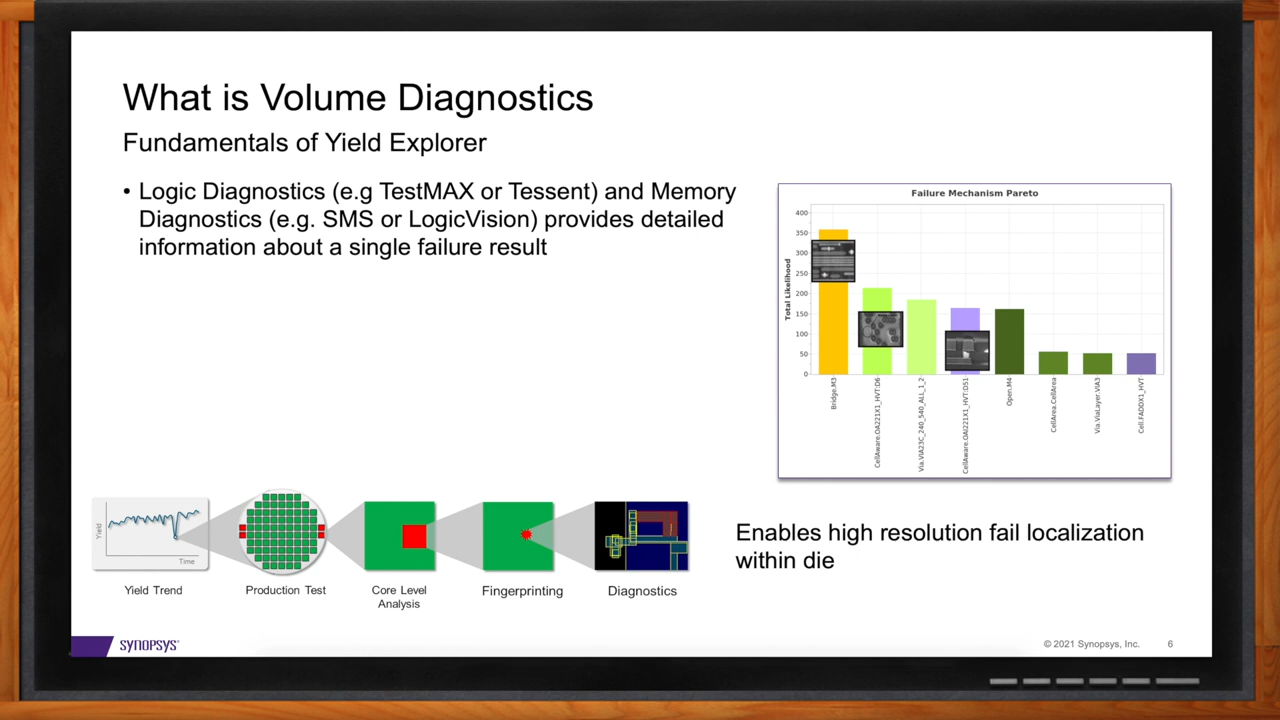 What is Volume Diagnostics
Fundamentals of Yield Explorer
• Logic Diagnostics (e.g TestMAX or Tessent) and Memory
Diagnostics (e.g. SMS or LogicVision) provides detailed
information about a single failure result
Failure Mechanism Pareto
Total Likelihood
400
350
300
250
200
150
100
50
0
Bridge.M3
CellAware.OA221X1_HVT:D6
Via.VIA23C_240_540_ALL_1_2
CellAware.OAI221X1_HVT:D51
Open.M4
CellArea.CellArea
Via.ViaLayer.VIA3
Cell.FADDX1_HVT
Yield
Time
Yield Trend
Production Test
Core Level
Analysis
Fingerprinting
Diagnostics
Enables high resolution fail localization
within die
SYNOPSYS®
© 2021 Synopsys, Inc.
6